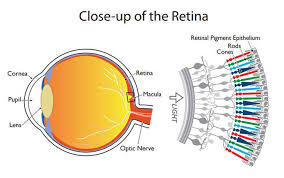 Close-up of the Retina
Retinal Pigment Epithelium
Rods
Cones
Cornea
Retina
Macula
Pupil
Lens
Optic Nerve
LIGHT